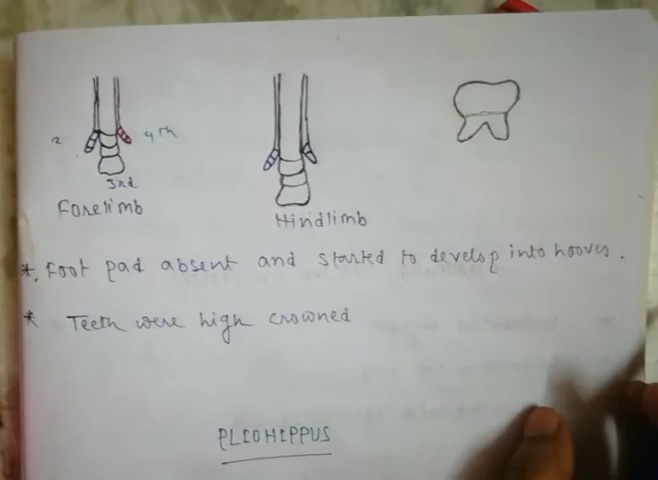 2 4th
3rd
Forelimb
Hindlimb
* Foot pad absent and started to develop into hooves.
* Teeth were high crowned
PLIOHIPPUS